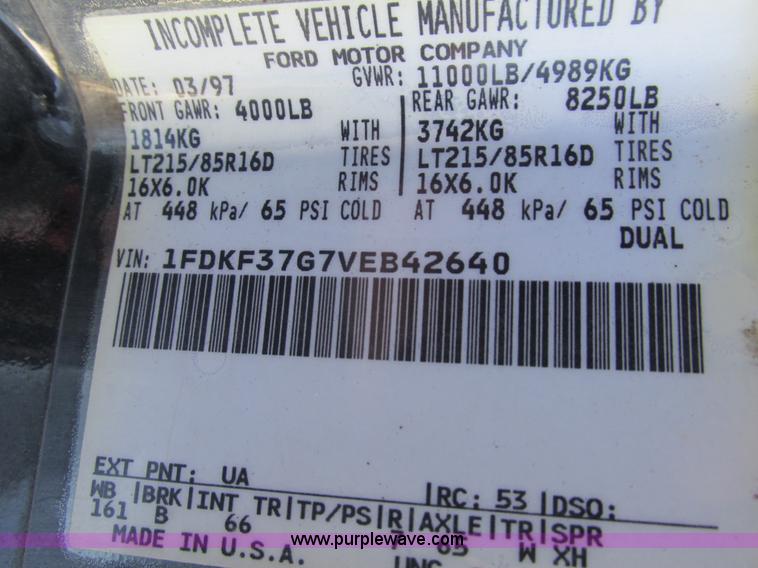 INCOMPLETE VEHICLE MANUFACTURED BY
FORD MOTOR COMPANY
DATE: 03/97 GVWR: 11000LB/4989KG
FRONT GAWR: 4000LB REAR GAWR: 8250LB
1814KG WITH 3742KG WITH
LT215/85R16D TIRES LT215/85R16D TIRES
16X6.0K RIMS 16X6.0K RIMS
AT 448 kPa/ 65 PSI COLD AT 448 kPa/ 65 PSI COLD
DUAL
VIN: 1FDKF37G7VEB42640
EXT PNT: UA RC: 53 DSO:
WB BRK INT TR TP/PS R AXLE TR SPR
161 B 66 65 W XH
MADE IN U.S.A.
www.purplewave.com